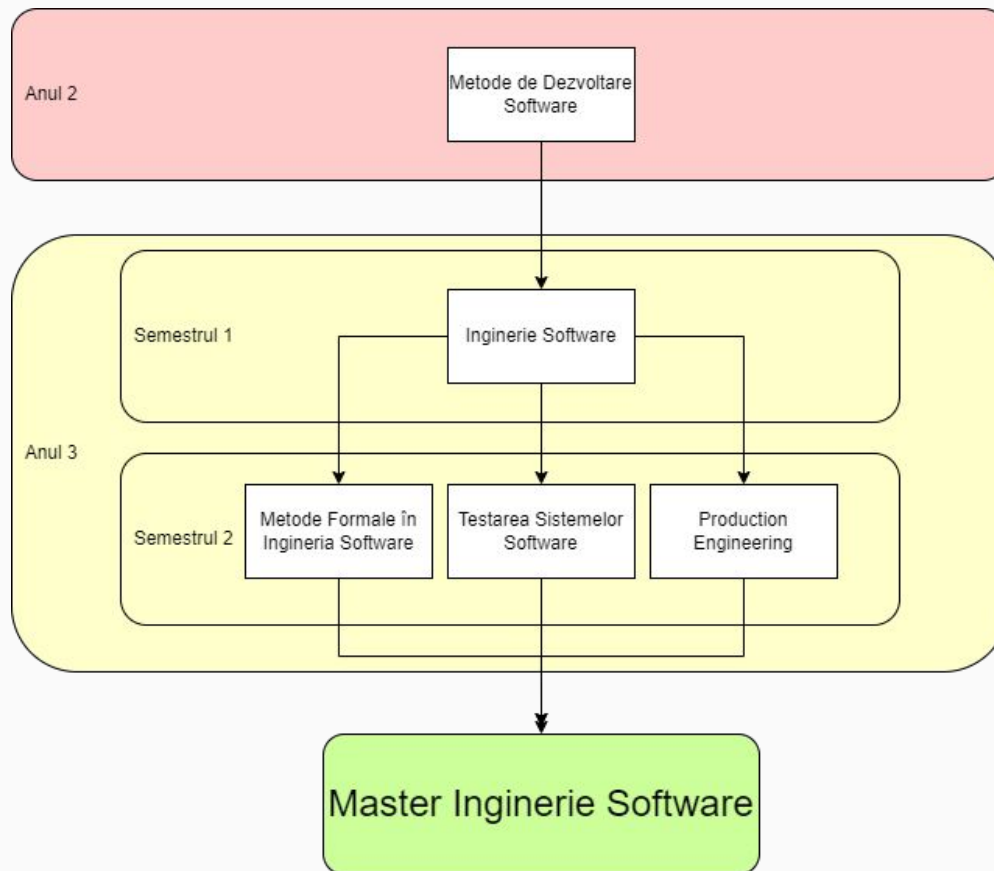 Anul 2
Metode de Dezvoltare
Software
Semestrul 1
Inginerie Software
Anul 3
Semestrul 2
Metode Formale în
Ingineria Software
Testarea Sistemelor
Software
Production
Engineering
Master Inginerie Software